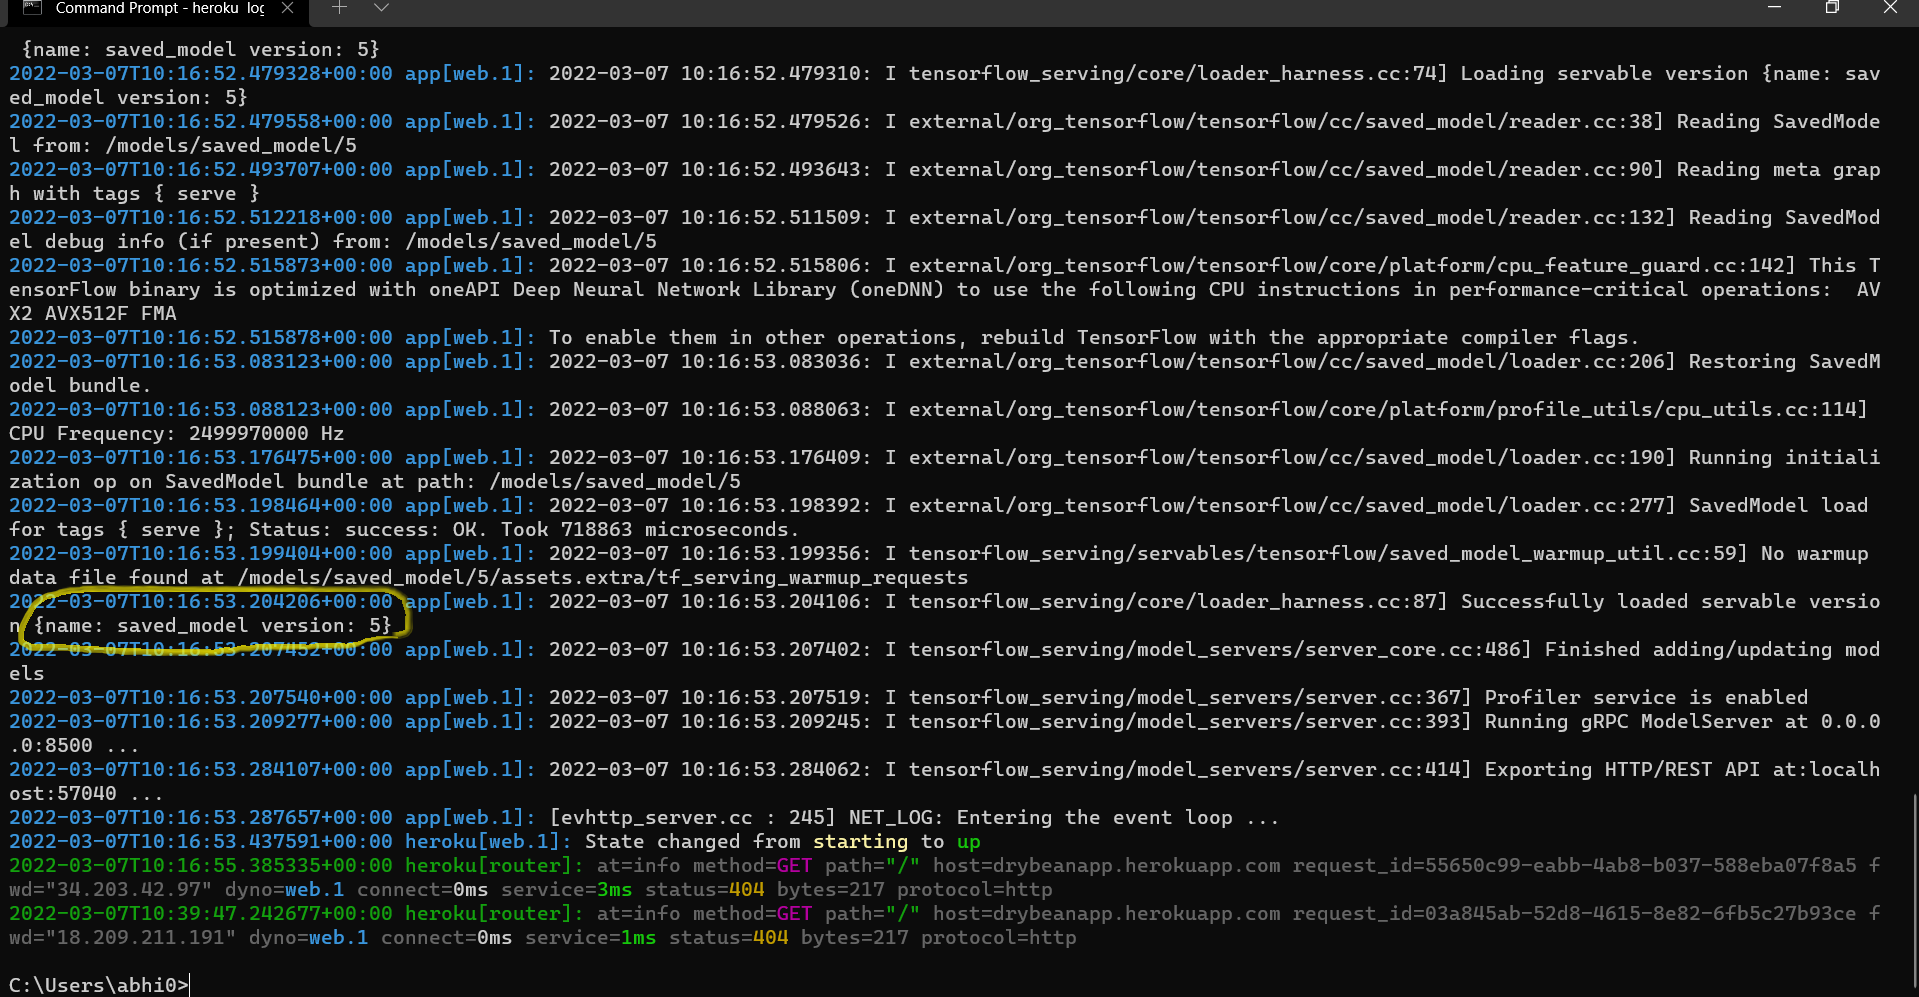 Command Prompt - heroku log
 {name: saved_model version: 5}
2022-03-07T10:16:52.479328+00:00 app[web.1]: 2022-03-07 10:16:52.479310: I tensorflow_serving/core/loader_harness.cc:74] Loading servable version {name: sav
ed_model version: 5}
2022-03-07T10:16:52.479558+00:00 app[web.1]: 2022-03-07 10:16:52.479526: I external/org_tensorflow/tensorflow/cc/saved_model/reader.cc:38] Reading SavedMode
l from: /models/saved_model/5
2022-03-07T10:16:52.493707+00:00 app[web.1]: 2022-03-07 10:16:52.493643: I external/org_tensorflow/tensorflow/cc/saved_model/reader.cc:90] Reading meta grap
h with tags { serve }
2022-03-07T10:16:52.512218+00:00 app[web.1]: 2022-03-07 10:16:52.511509: I external/org_tensorflow/tensorflow/cc/saved_model/reader.cc:132] Reading SavedMod
el debug info (if present) from: /models/saved_model/5
2022-03-07T10:16:52.515873+00:00 app[web.1]: 2022-03-07 10:16:52.515806: I external/org_tensorflow/tensorflow/core/platform/cpu_feature_guard.cc:142] This T
ensorFlow binary is optimized with oneAPI Deep Neural Network Library (oneDNN) to use the following CPU instructions in performance-critical operations:  AV
X2 AVX512F FMA
2022-03-07T10:16:52.515878+00:00 app[web.1]: To enable them in other operations, rebuild TensorFlow with the appropriate compiler flags.
2022-03-07T10:16:53.083123+00:00 app[web.1]: 2022-03-07 10:16:53.083036: I external/org_tensorflow/tensorflow/cc/saved_model/loader.cc:206] Restoring SavedM
odel bundle.
2022-03-07T10:16:53.088123+00:00 app[web.1]: 2022-03-07 10:16:53.088063: I external/org_tensorflow/tensorflow/core/platform/profile_utils/cpu_utils.cc:114]
CPU Frequency: 2499970000 Hz
2022-03-07T10:16:53.176475+00:00 app[web.1]: 2022-03-07 10:16:53.176409: I external/org_tensorflow/tensorflow/cc/saved_model/loader.cc:190] Running initiali
zation op on SavedModel bundle at path: /models/saved_model/5
2022-03-07T10:16:53.198464+00:00 app[web.1]: 2022-03-07 10:16:53.198392: I external/org_tensorflow/tensorflow/cc/saved_model/loader.cc:277] SavedModel load
for tags { serve }; Status: success: OK. Took 718863 microseconds.
2022-03-07T10:16:53.199404+00:00 app[web.1]: 2022-03-07 10:16:53.199356: I tensorflow_serving/servables/tensorflow/saved_model_warmup_util.cc:59] No warmup
data file found at /models/saved_model/5/assets.extra/tf_serving_warmup_requests
2022-03-07T10:16:53.204206+00:00 app[web.1]: 2022-03-07 10:16:53.204106: I tensorflow_serving/core/loader_harness.cc:87] Successfully loaded servable versio
n {name: saved_model version: 5}
2022-03-07T10:16:53.207452+00:00 app[web.1]: 2022-03-07 10:16:53.207402: I tensorflow_serving/model_servers/server_core.cc:486] Finished adding/updating mod
els
2022-03-07T10:16:53.207540+00:00 app[web.1]: 2022-03-07 10:16:53.207519: I tensorflow_serving/model_servers/server.cc:367] Profiler service is enabled
2022-03-07T10:16:53.209277+00:00 app[web.1]: 2022-03-07 10:16:53.209245: I tensorflow_serving/model_servers/server.cc:393] Running gRPC ModelServer at 0.0.0
.0:8500 ...
2022-03-07T10:16:53.284107+00:00 app[web.1]: 2022-03-07 10:16:53.284062: I tensorflow_serving/model_servers/server.cc:414] Exporting HTTP/REST API at:localh
ost:57040 ...
2022-03-07T10:16:53.287657+00:00 app[web.1]: [evhttp_server.cc : 245] NET_LOG: Entering the event loop ...
2022-03-07T10:16:53.437591+00:00 heroku[web.1]: State changed from starting to up
2022-03-07T10:16:55.385335+00:00 heroku[router]: at=info method=GET path="/" host=drybeanapp.herokuapp.com request_id=55650c99-eabb-4ab8-b037-588eba07f8a5 f
wd="34.203.42.97" dyno=web.1 connect=0ms service=3ms status=404 bytes=217 protocol=http
2022-03-07T10:39:47.242677+00:00 heroku[router]: at=info method=GET path="/" host=drybeanapp.herokuapp.com request_id=03a845ab-52d8-4615-8e82-6fb5c27b93ce f
wd="18.209.211.191" dyno=web.1 connect=0ms service=1ms status=404 bytes=217 protocol=http
C:\Users\abhi0>